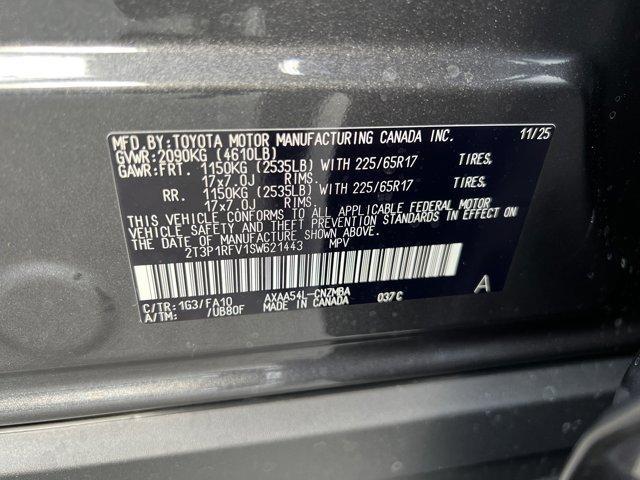 MFD.BY:TOYOTA MOTOR MANUFACTURING CANADA INC. 11/25
GVWR:2090KG (4610LB)
GAWR:FRT. 1150KG (2535LB) WITH 225/65R17 TIRES,
17x7.0J RIMS.
RR. 1150KG (2535LB) WITH 225/65R17 TIRES,
17x7.0J RIMS.
THIS VEHICLE CONFORMS TO ALL APPLICABLE FEDERAL MOTOR
VEHICLE SAFETY AND THEFT PREVENTION STANDARDS IN EFFECT ON
THE DATE OF MANUFACTURE SHOWN ABOVE.
2T3P1RFV1SW621443 MPV
C/TR:1G3/FA10 AXAA54L-CNZMBA 037C A
A/TM: /UB80F MADE IN CANADA